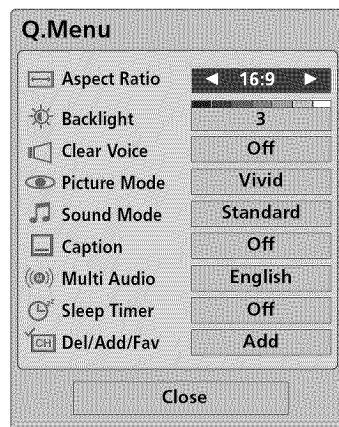 Q.Menu
Aspect Ratio ◄ 16:9 ►
Backlight 3
Clear Voice Off
Picture Mode Vivid
Sound Mode Standard
Caption Off
Multi Audio English
Sleep Timer Off
CH Del/Add/Fav Add
Close